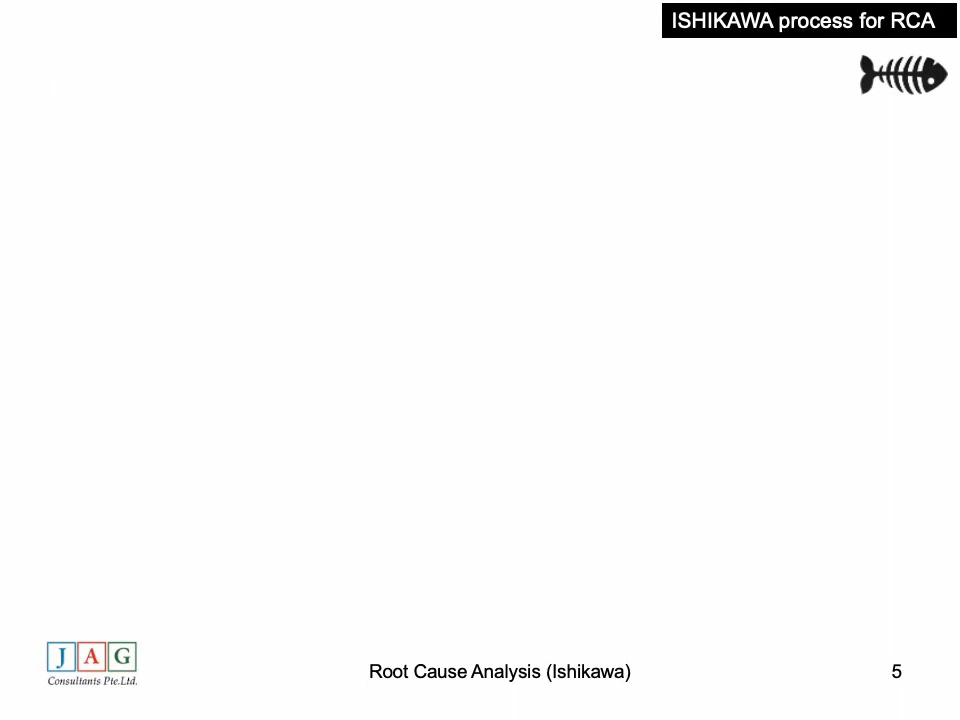 ISHIKAWA process for RCA
J A G
Consultants Pte.Ltd.
Root Cause Analysis (Ishikawa)
5